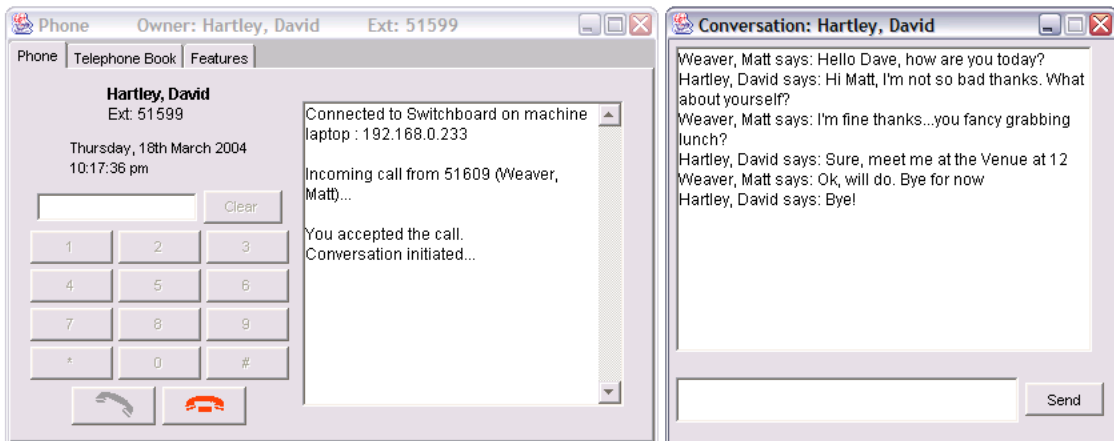 Phone Owner: Hartley, David Ext: 51599
Phone Telephone Book Features
Hartley, David
Ext: 51599
Thursday, 18th March 2004
10:17:36 pm
Clear
1 2 3
4 5 6
7 8 9
* 0 #
Connected to Switchboard on machine
laptop : 192.168.0.233
Incoming call from 51609 (Weaver,
Matt)...
You accepted the call.
Conversation initiated...
Conversation: Hartley, David
Weaver, Matt says: Hello Dave, how are you today?
Hartley, David says: Hi Matt, I'm not so bad thanks. What
about yourself?
Weaver, Matt says: I'm fine thanks...you fancy grabbing
lunch?
Hartley, David says: Sure, meet me at the Venue at 12
Weaver, Matt says: Ok, will do. Bye for now
Hartley, David says: Bye!
Send